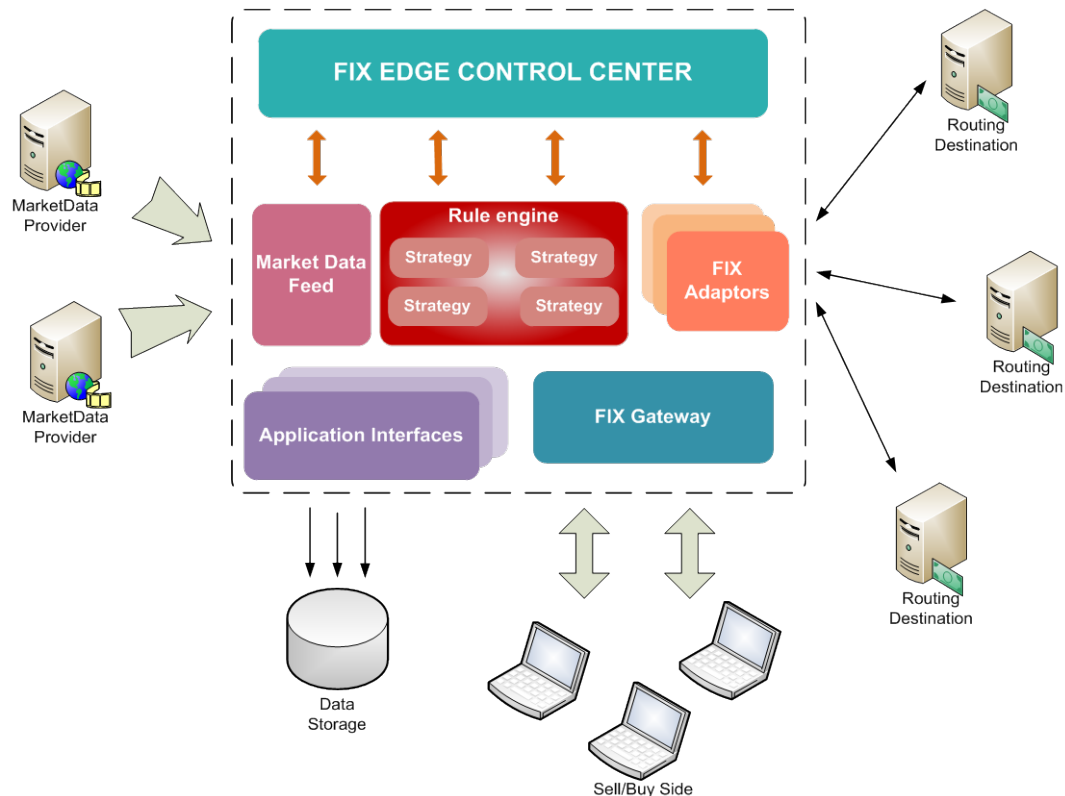 FIX EDGE CONTROL CENTER
MarketData
Provider
MarketData
Provider
Market Data
Feed
Rule engine
Strategy
Strategy
Strategy
Strategy
FIX
Adaptors
Application Interfaces
FIX Gateway
Routing
Destination
Routing
Destination
Routing
Destination
Data
Storage
Sell/Buy Side